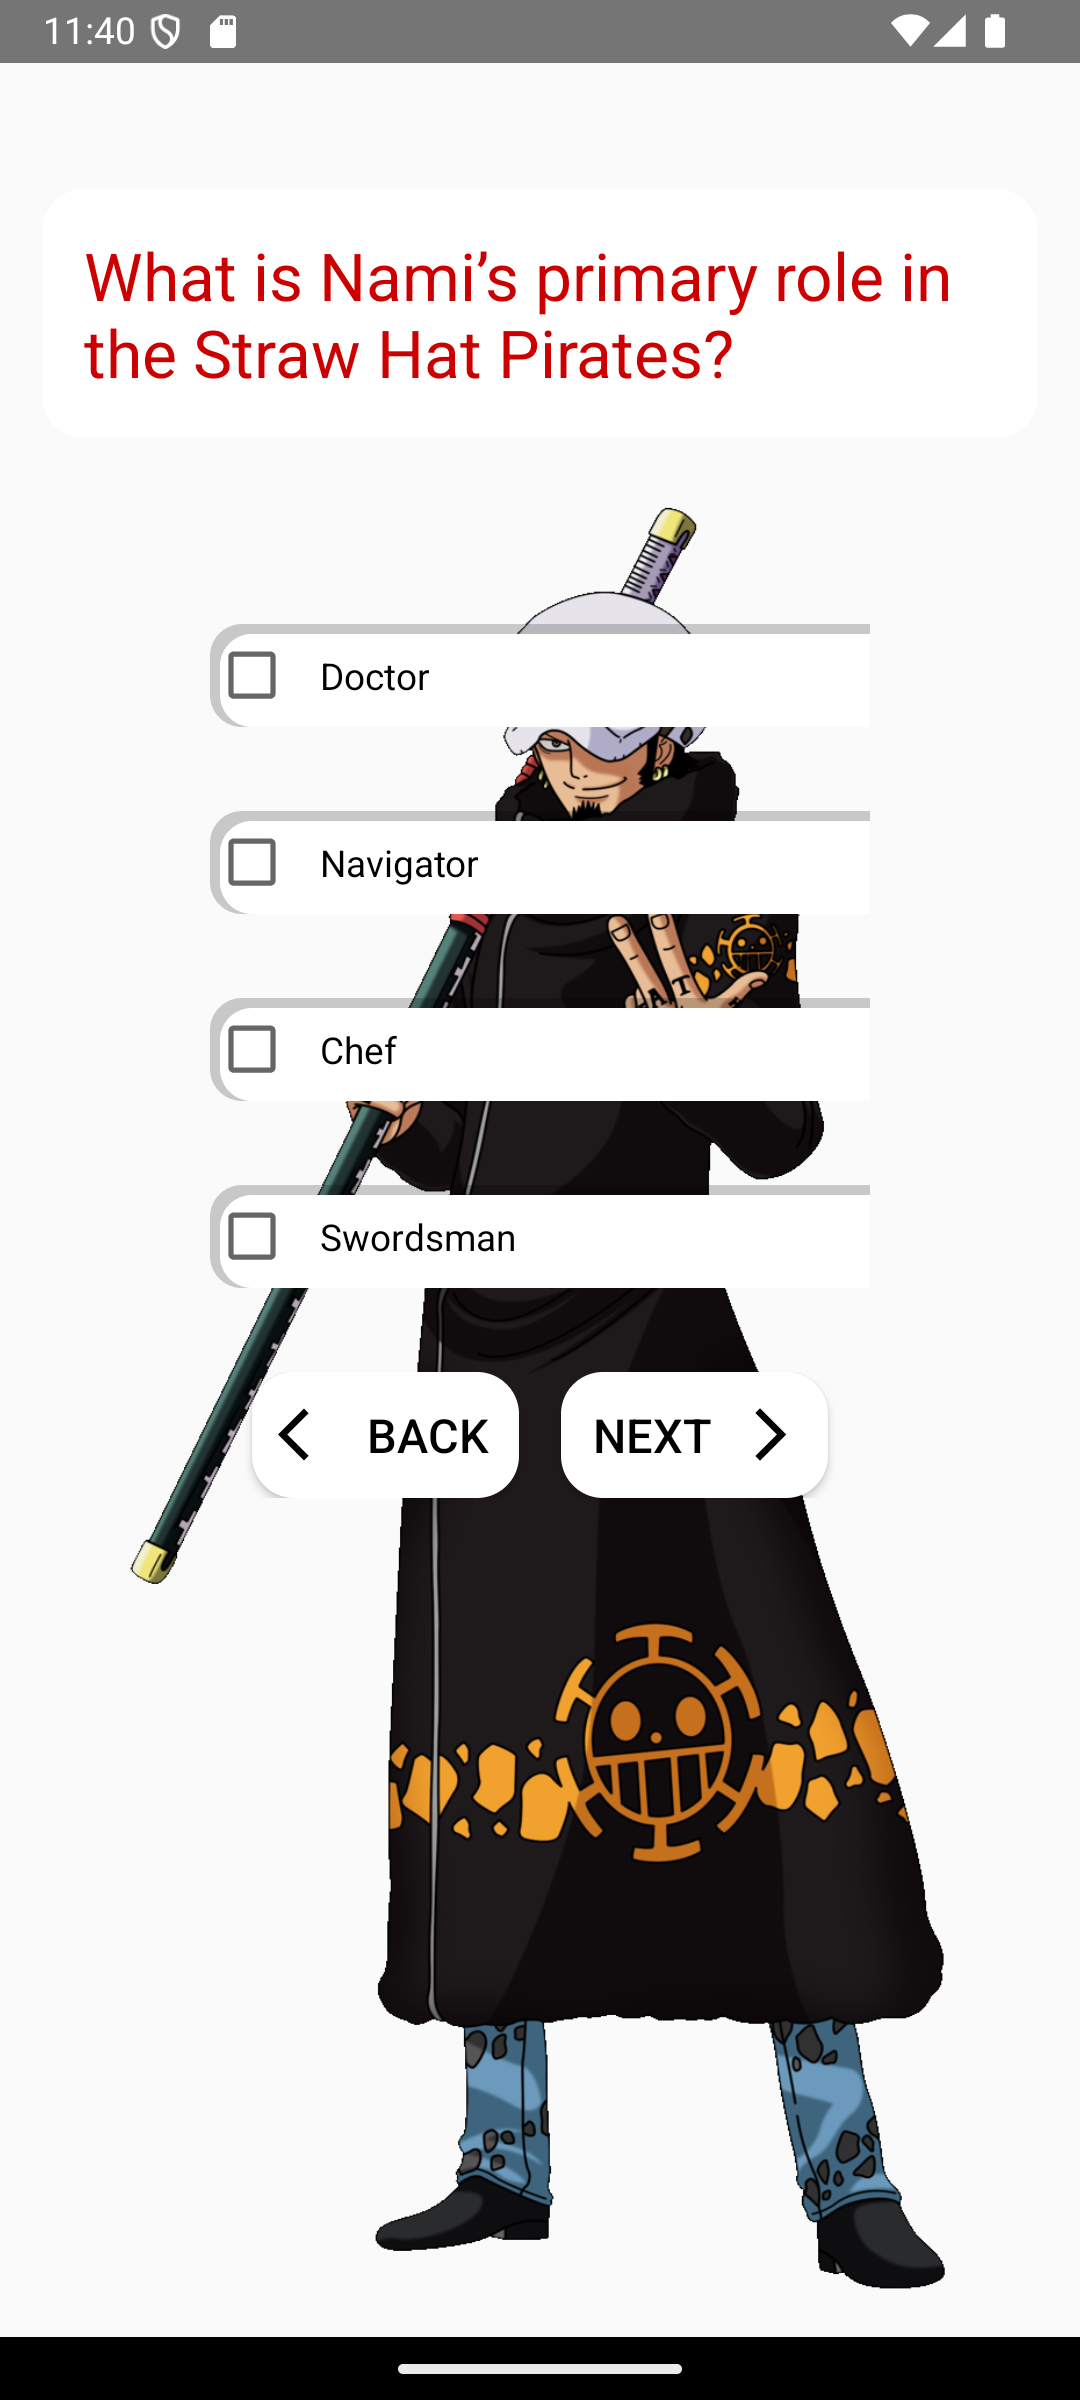 11:40
What is Nami’s primary role in
the Straw Hat Pirates?
Doctor
Navigator
A T
Chef
Swordsman
BACK
NEXT